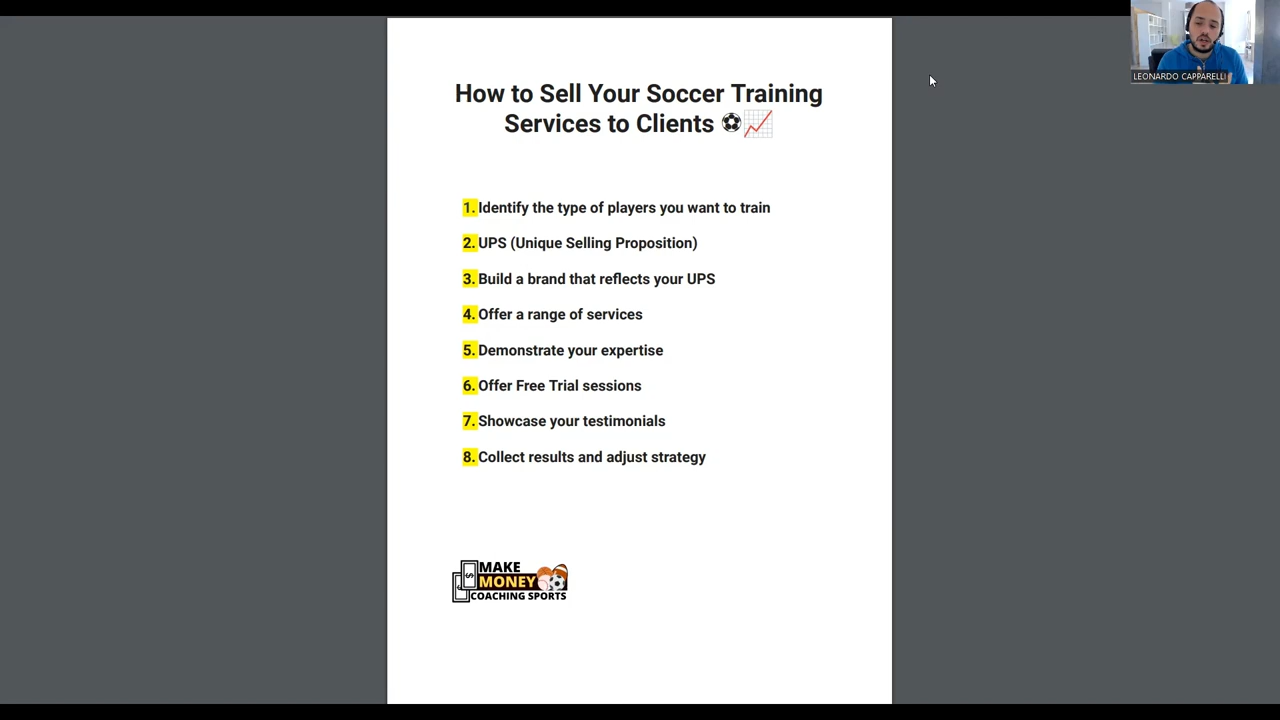 LEONARDO CAPPARELLI
How to Sell Your Soccer Training
Services to Clients
1. Identify the type of players you want to train
2. UPS (Unique Selling Proposition)
3. Build a brand that reflects your UPS
4. Offer a range of services
5. Demonstrate your expertise
6. Offer Free Trial sessions
7. Showcase your testimonials
8. Collect results and adjust strategy
MAKE
MONEY
COACHING SPORTS